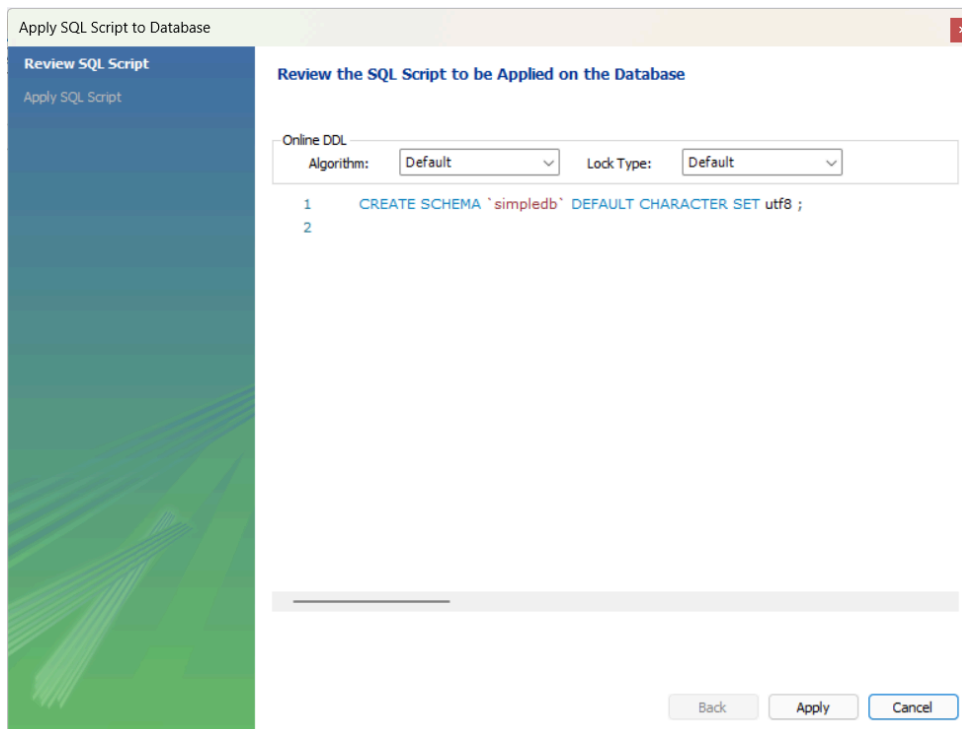 Apply SQL Script to Database
Review SQL Script
Apply SQL Script
Review the SQL Script to be Applied on the Database
Online DDL
Algorithm: Default Lock Type: Default
1 CREATE SCHEMA `simpledb` DEFAULT CHARACTER SET utf8 ;
2
Back Apply Cancel